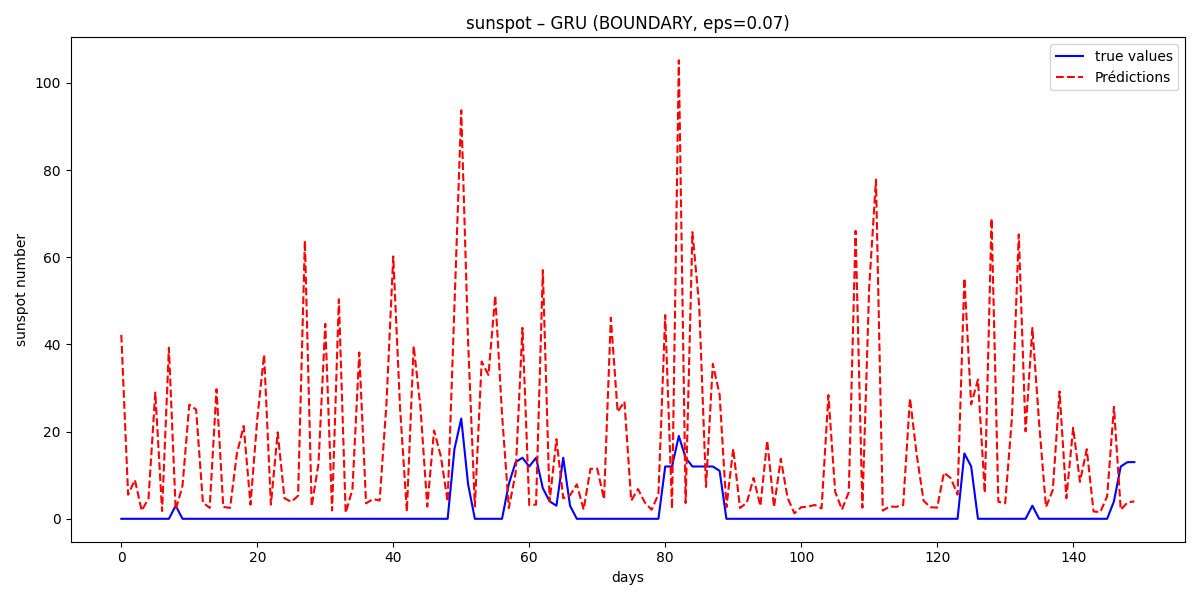 sunspot – GRU (BOUNDARY, eps=0.07)
true values
Prédictions
sunspot number
100
80
60
40
20
0
0 20 40 60 80 100 120 140
days